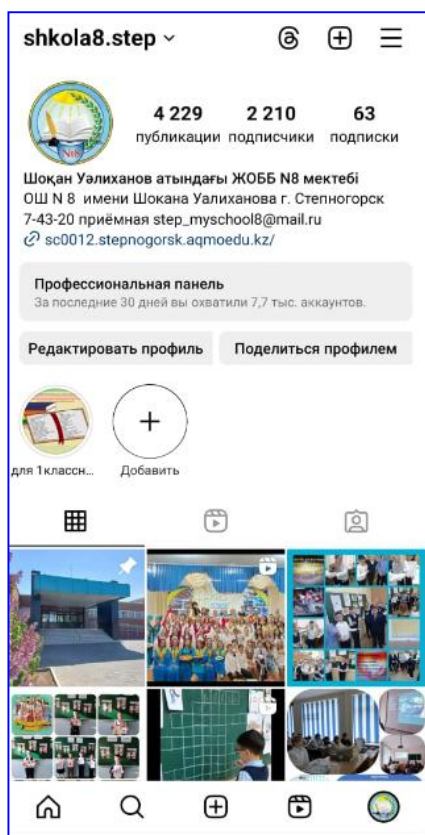 shkola8.step
N8
4 229 2 210 63
публикации подписчики подписки
Шоқан Уәлиханов атындағы ЖОББ N8 мектебі
ОШ N 8 имени Шокана Уалиханова г. Степногорск
7-43-20 приёмная step_myschool8@mail.ru
sc0012.stepnogorsk.aqmoedu.kz/
Профессиональная панель
За последние 30 дней вы охватили 7,7 тыс. аккаунтов.
Редактировать профиль Поделиться профилем
для 1классн... Добавить